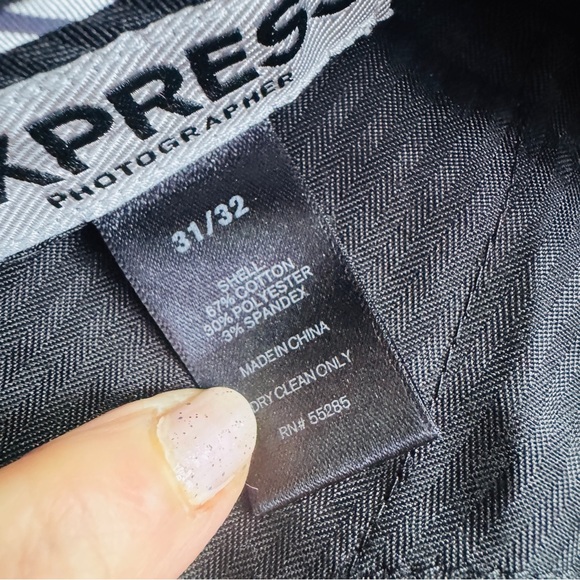 XPRESS
PHOTOGRAPHER
31/32
SHELL:
67% COTTON
30% POLYESTER
3% SPANDEX
MADE IN CHINA
DRY CLEAN ONLY
RN# 55285